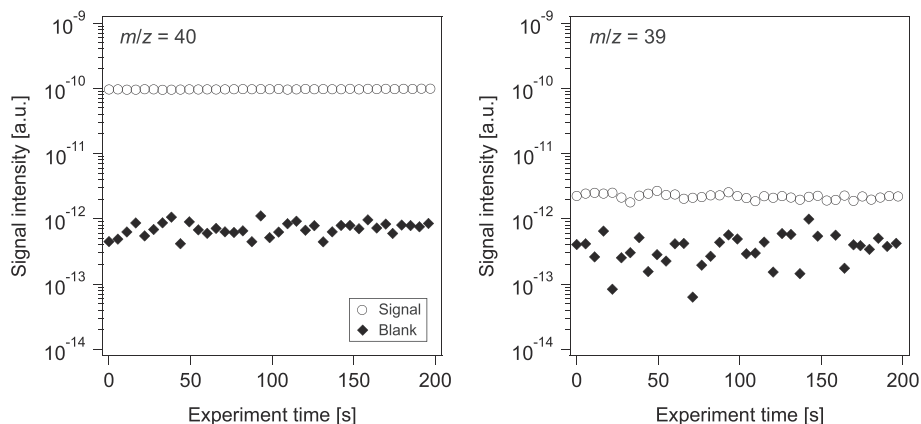 m/z = 40
10⁻⁹
10⁻¹⁰
10⁻¹¹
10⁻¹²
10⁻¹³
10⁻¹⁴
Signal intensity [a.u.]
Signal
Blank
0 50 100 150 200
Experiment time [s]
m/z = 39
10⁻⁹
10⁻¹⁰
10⁻¹¹
10⁻¹²
10⁻¹³
10⁻¹⁴
Signal intensity [a.u.]
0 50 100 150 200
Experiment time [s]